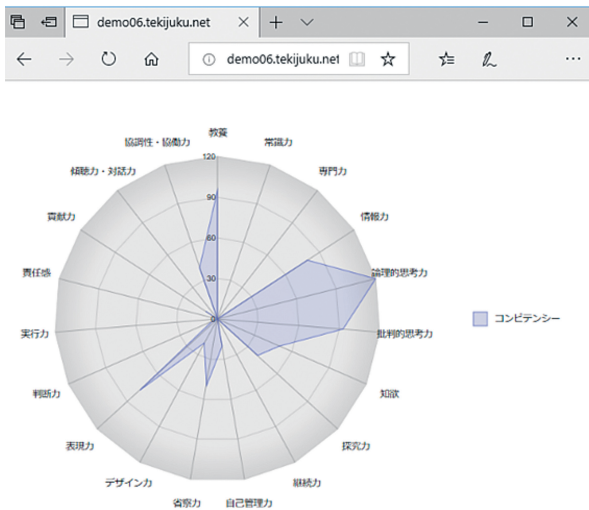 demo06.tekijuku.net
demo06.tekijuku.net
教養
常識力
専門力
情報力
論理的思考力
批判的思考力
知欲
探究力
継続力
自己管理力
省察力
デザインカ
表現力
判断力
実行力
責任感
貢献力
傾聴力・対話力
協調性・協働力
120
90
60
30
0
コンピテンシー